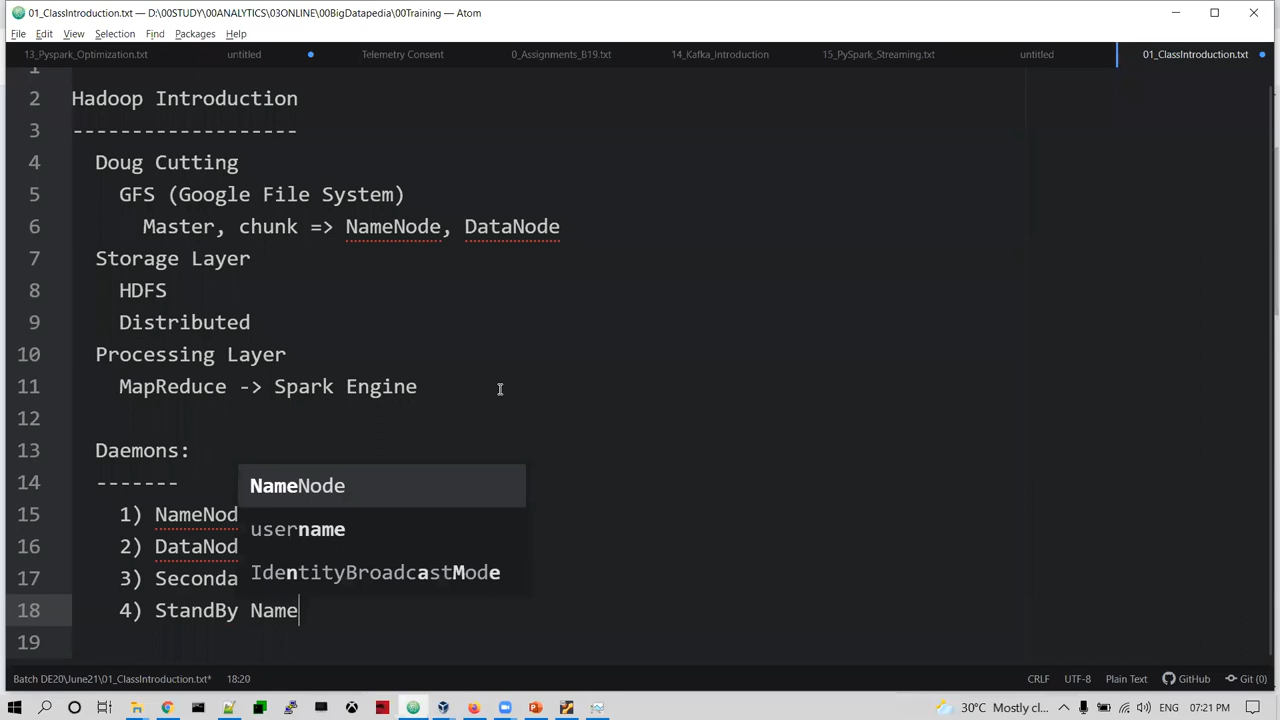 01_ClassIntroduction.txt — D:\00STUDY\00ANALYTICS\03ONLINE\00BigDatapedia\00Training — Atom
File Edit View Selection Find Packages Help
13_Pyspark_Optimization.txt untitled Telemetry Consent 0_Assignments_B19.txt 14_Kafka_Introduction 15_PySpark_Streaming.txt untitled 01_ClassIntroduction.txt
1
2 Hadoop Introduction
3 -------------------
4 Doug Cutting
5 GFS (Google File System)
6 Master, chunk => NameNode, DataNode
7 Storage Layer
8 HDFS
9 Distributed
10 Processing Layer
11 MapReduce -> Spark Engine
12
13 Daemons:
14 -------
NameNode
15 1) NameNod
username
16 2) DataNod
IdentityBroadcastMode
17 3) Seconda
18 4) StandBy Name
19
Batch DE20\June21\01_ClassIntroduction.txt* 18:20 CRLF UTF-8 Plain Text GitHub Git (0)
30°C Mostly cl... 07:21 PM